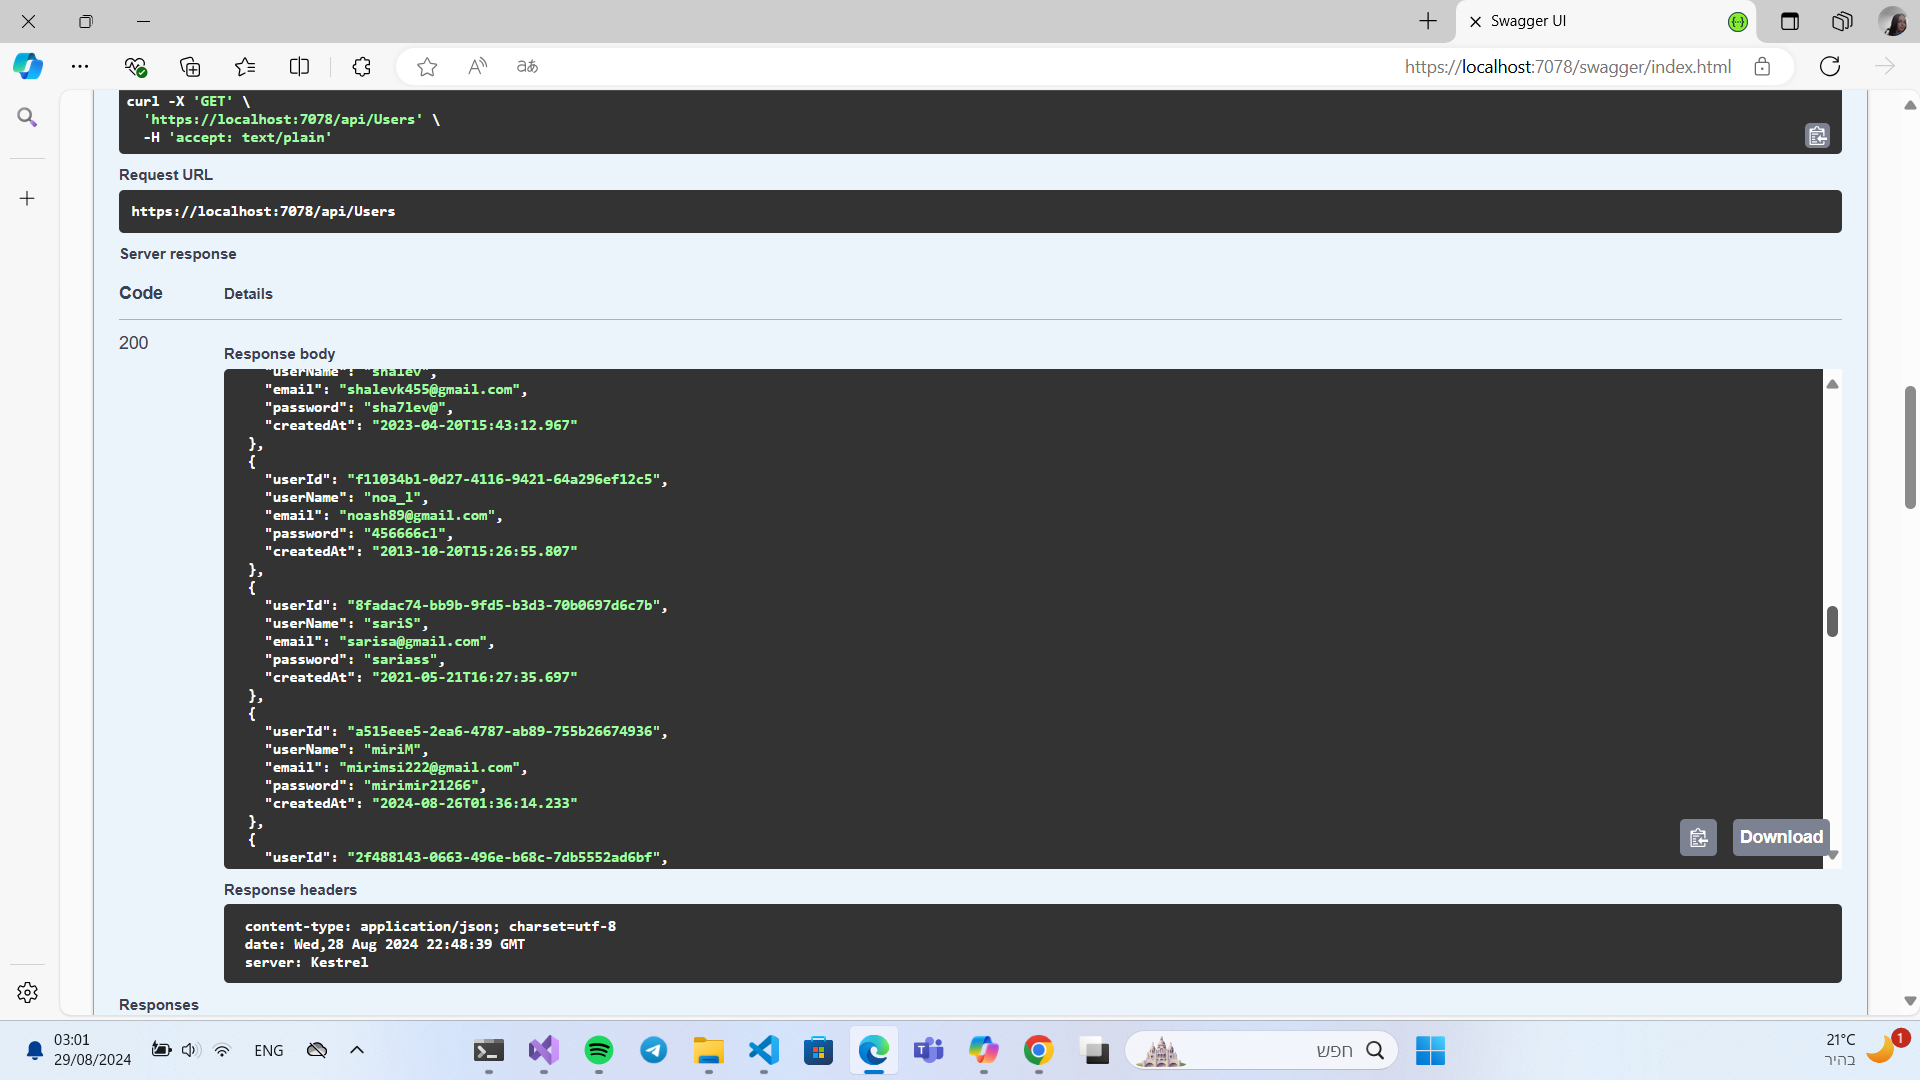 Swagger UI
https://localhost:7078/swagger/index.html
curl -X 'GET' \
'https://localhost:7078/api/Users' \
-H 'accept: text/plain'
Request URL
https://localhost:7078/api/Users
Server response
Code Details
200
Response body
"userName": "shalev",
"email": "shalevk455@gmail.com",
"password": "sha7lev@",
"createdAt": "2023-04-20T15:43:12.967"
},
{
"userId": "f11034b1-0d27-4116-9421-64a296ef12c5",
"userName": "noa_l",
"email": "noash89@gmail.com",
"password": "456666cl",
"createdAt": "2013-10-20T15:26:55.807"
},
{
"userId": "8fadac74-bb9b-9fd5-b3d3-70b0697d6c7b",
"userName": "sariS",
"email": "sarisa@gmail.com",
"password": "sariass",
"createdAt": "2021-05-21T16:27:35.697"
},
{
"userId": "a515eee5-2ea6-4787-ab89-755b26674936",
"userName": "miriM",
"email": "mirimsi222@gmail.com",
"password": "mirimir21266",
"createdAt": "2024-08-26T01:36:14.233"
},
{
"userId": "2f488143-0663-496e-b68c-7db5552ad6bf",
Download
Response headers
content-type: application/json; charset=utf-8
date: Wed,28 Aug 2024 22:48:39 GMT
server: Kestrel
Responses
03:01
29/08/2024
ENG
חפש
21°C
בהיר
1